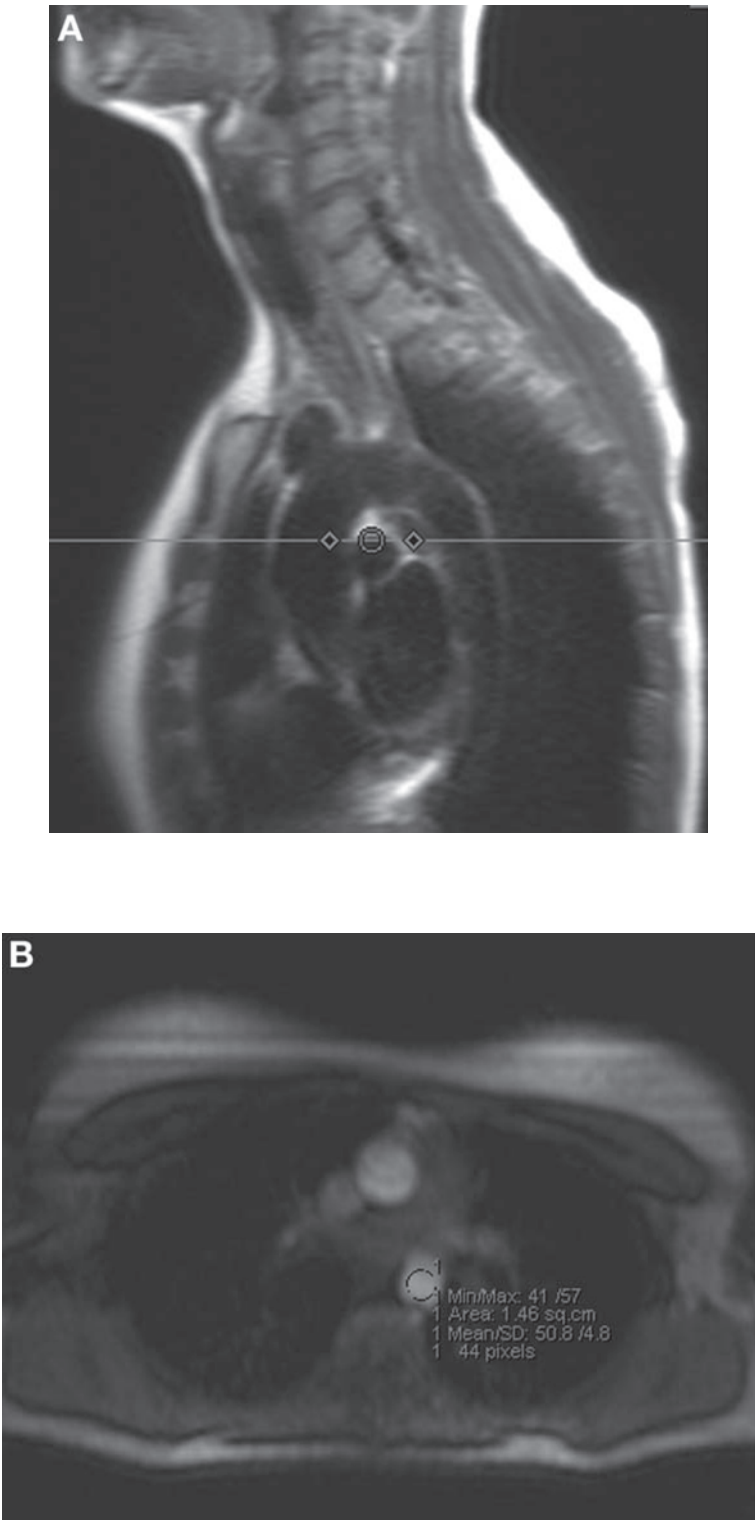 A
B
1
1 Min/Max: 41 /57
1 Area: 1.46 sq.cm
1 Mean/SD: 50.8 /4.8
1 44 pixels